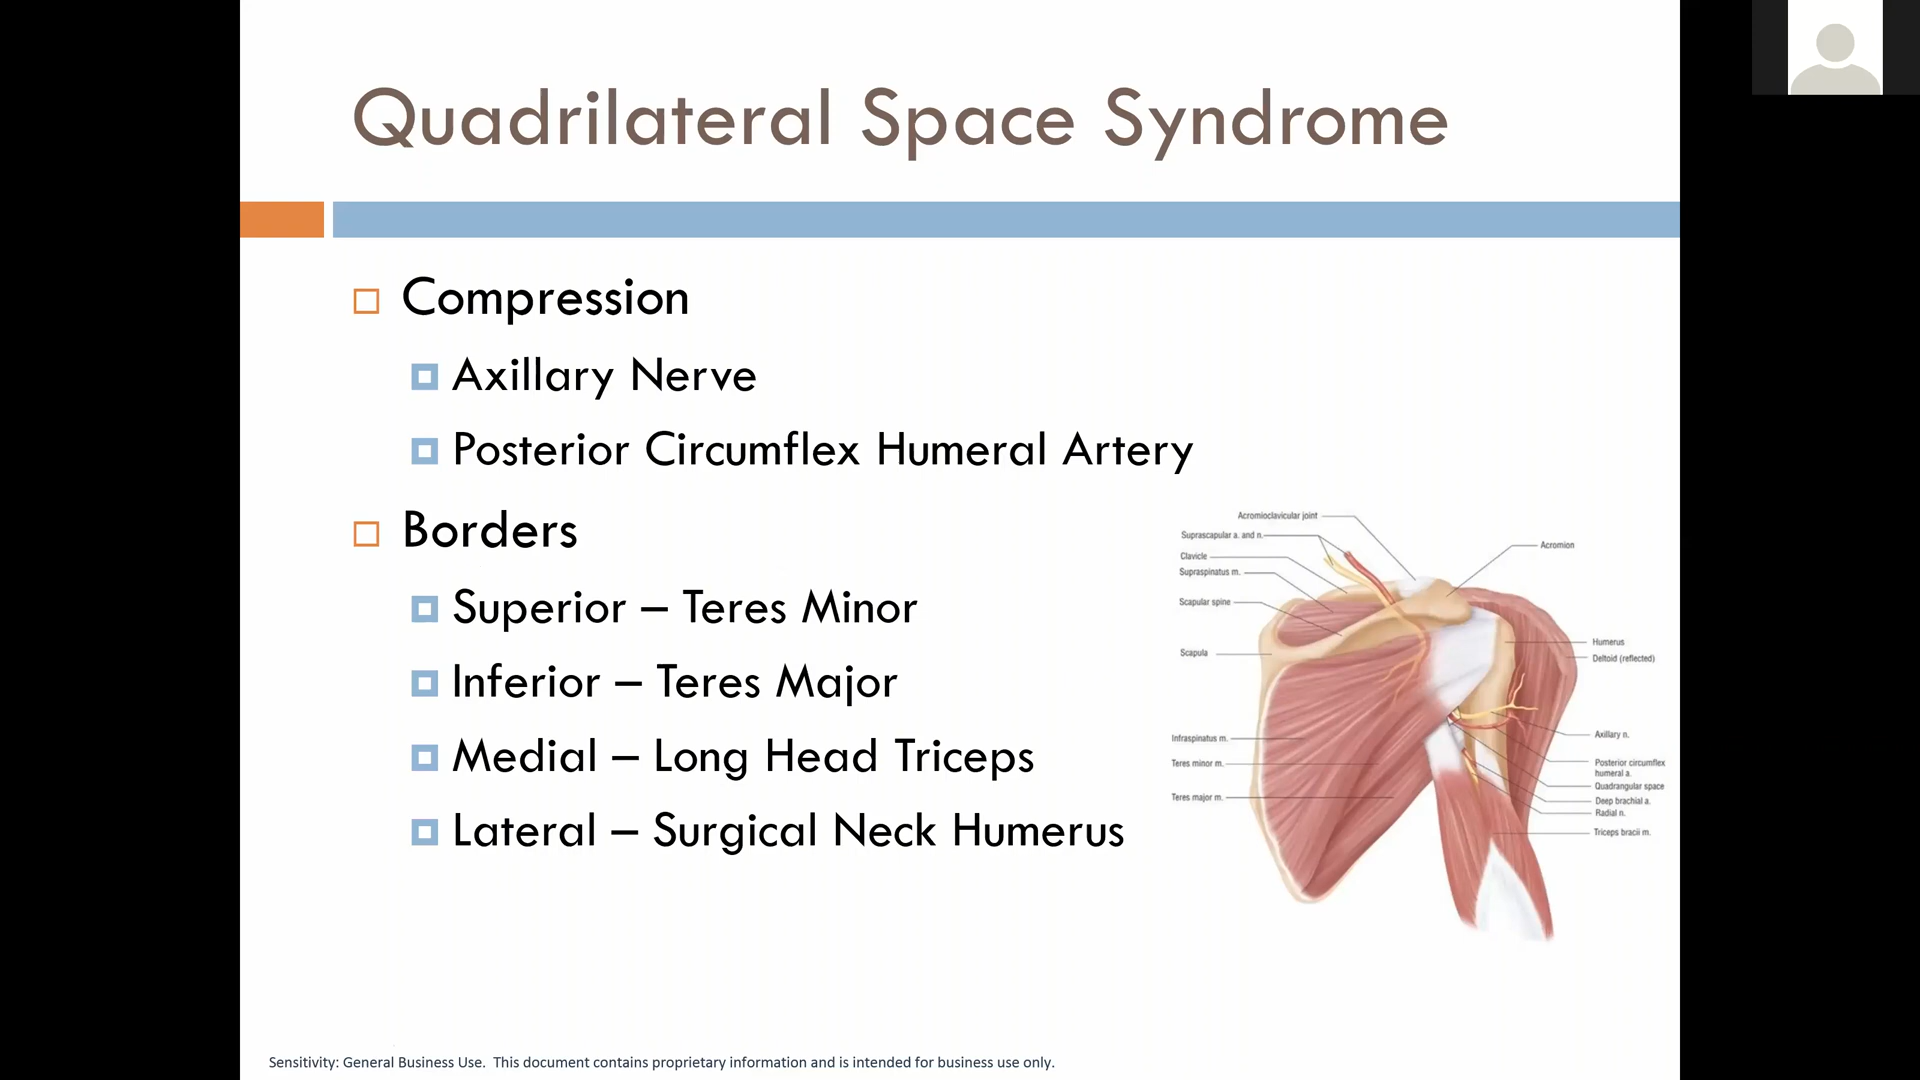 Quadrilateral Space Syndrome
Compression
Axillary Nerve
Posterior Circumflex Humeral Artery
Borders
Superior – Teres Minor
Inferior – Teres Major
Medial – Long Head Triceps
Lateral – Surgical Neck Humerus
Acromioclavicular joint
Suprascapular a. and n.
Clavicle
Supraspinatus m.
Scapular spine
Scapula
Infraspinatus m.
Teres minor m.
Teres major m.
Acromion
Humerus
Deltoid (reflected)
Axillary n.
Posterior circumflex
humeral a.
Quadrangular space
Deep brachial a.
Radial n.
Triceps bracii m.
Sensitivity: General Business Use. This document contains proprietary information and is intended for business use only.